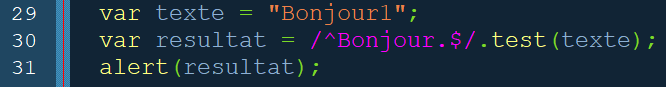 29 var texte = "Bonjour1";
30 var resultat = /^Bonjour.$/.test(texte);
31 alert(resultat);